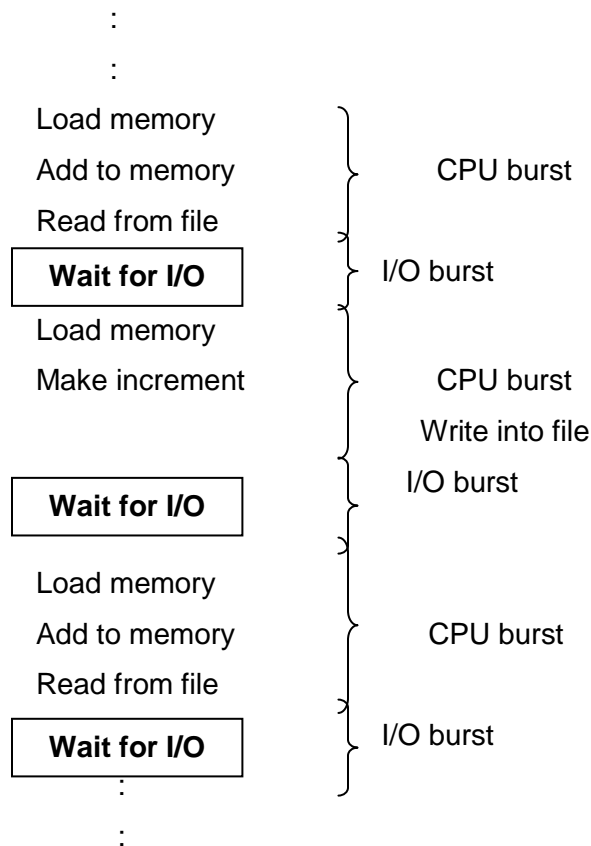 :
:
Load memory
Add to memory CPU burst
Read from file
Wait for I/O I/O burst
Load memory
Make increment CPU burst
Write into file
I/O burst
Wait for I/O
Load memory
Add to memory CPU burst
Read from file
Wait for I/O I/O burst
:
: